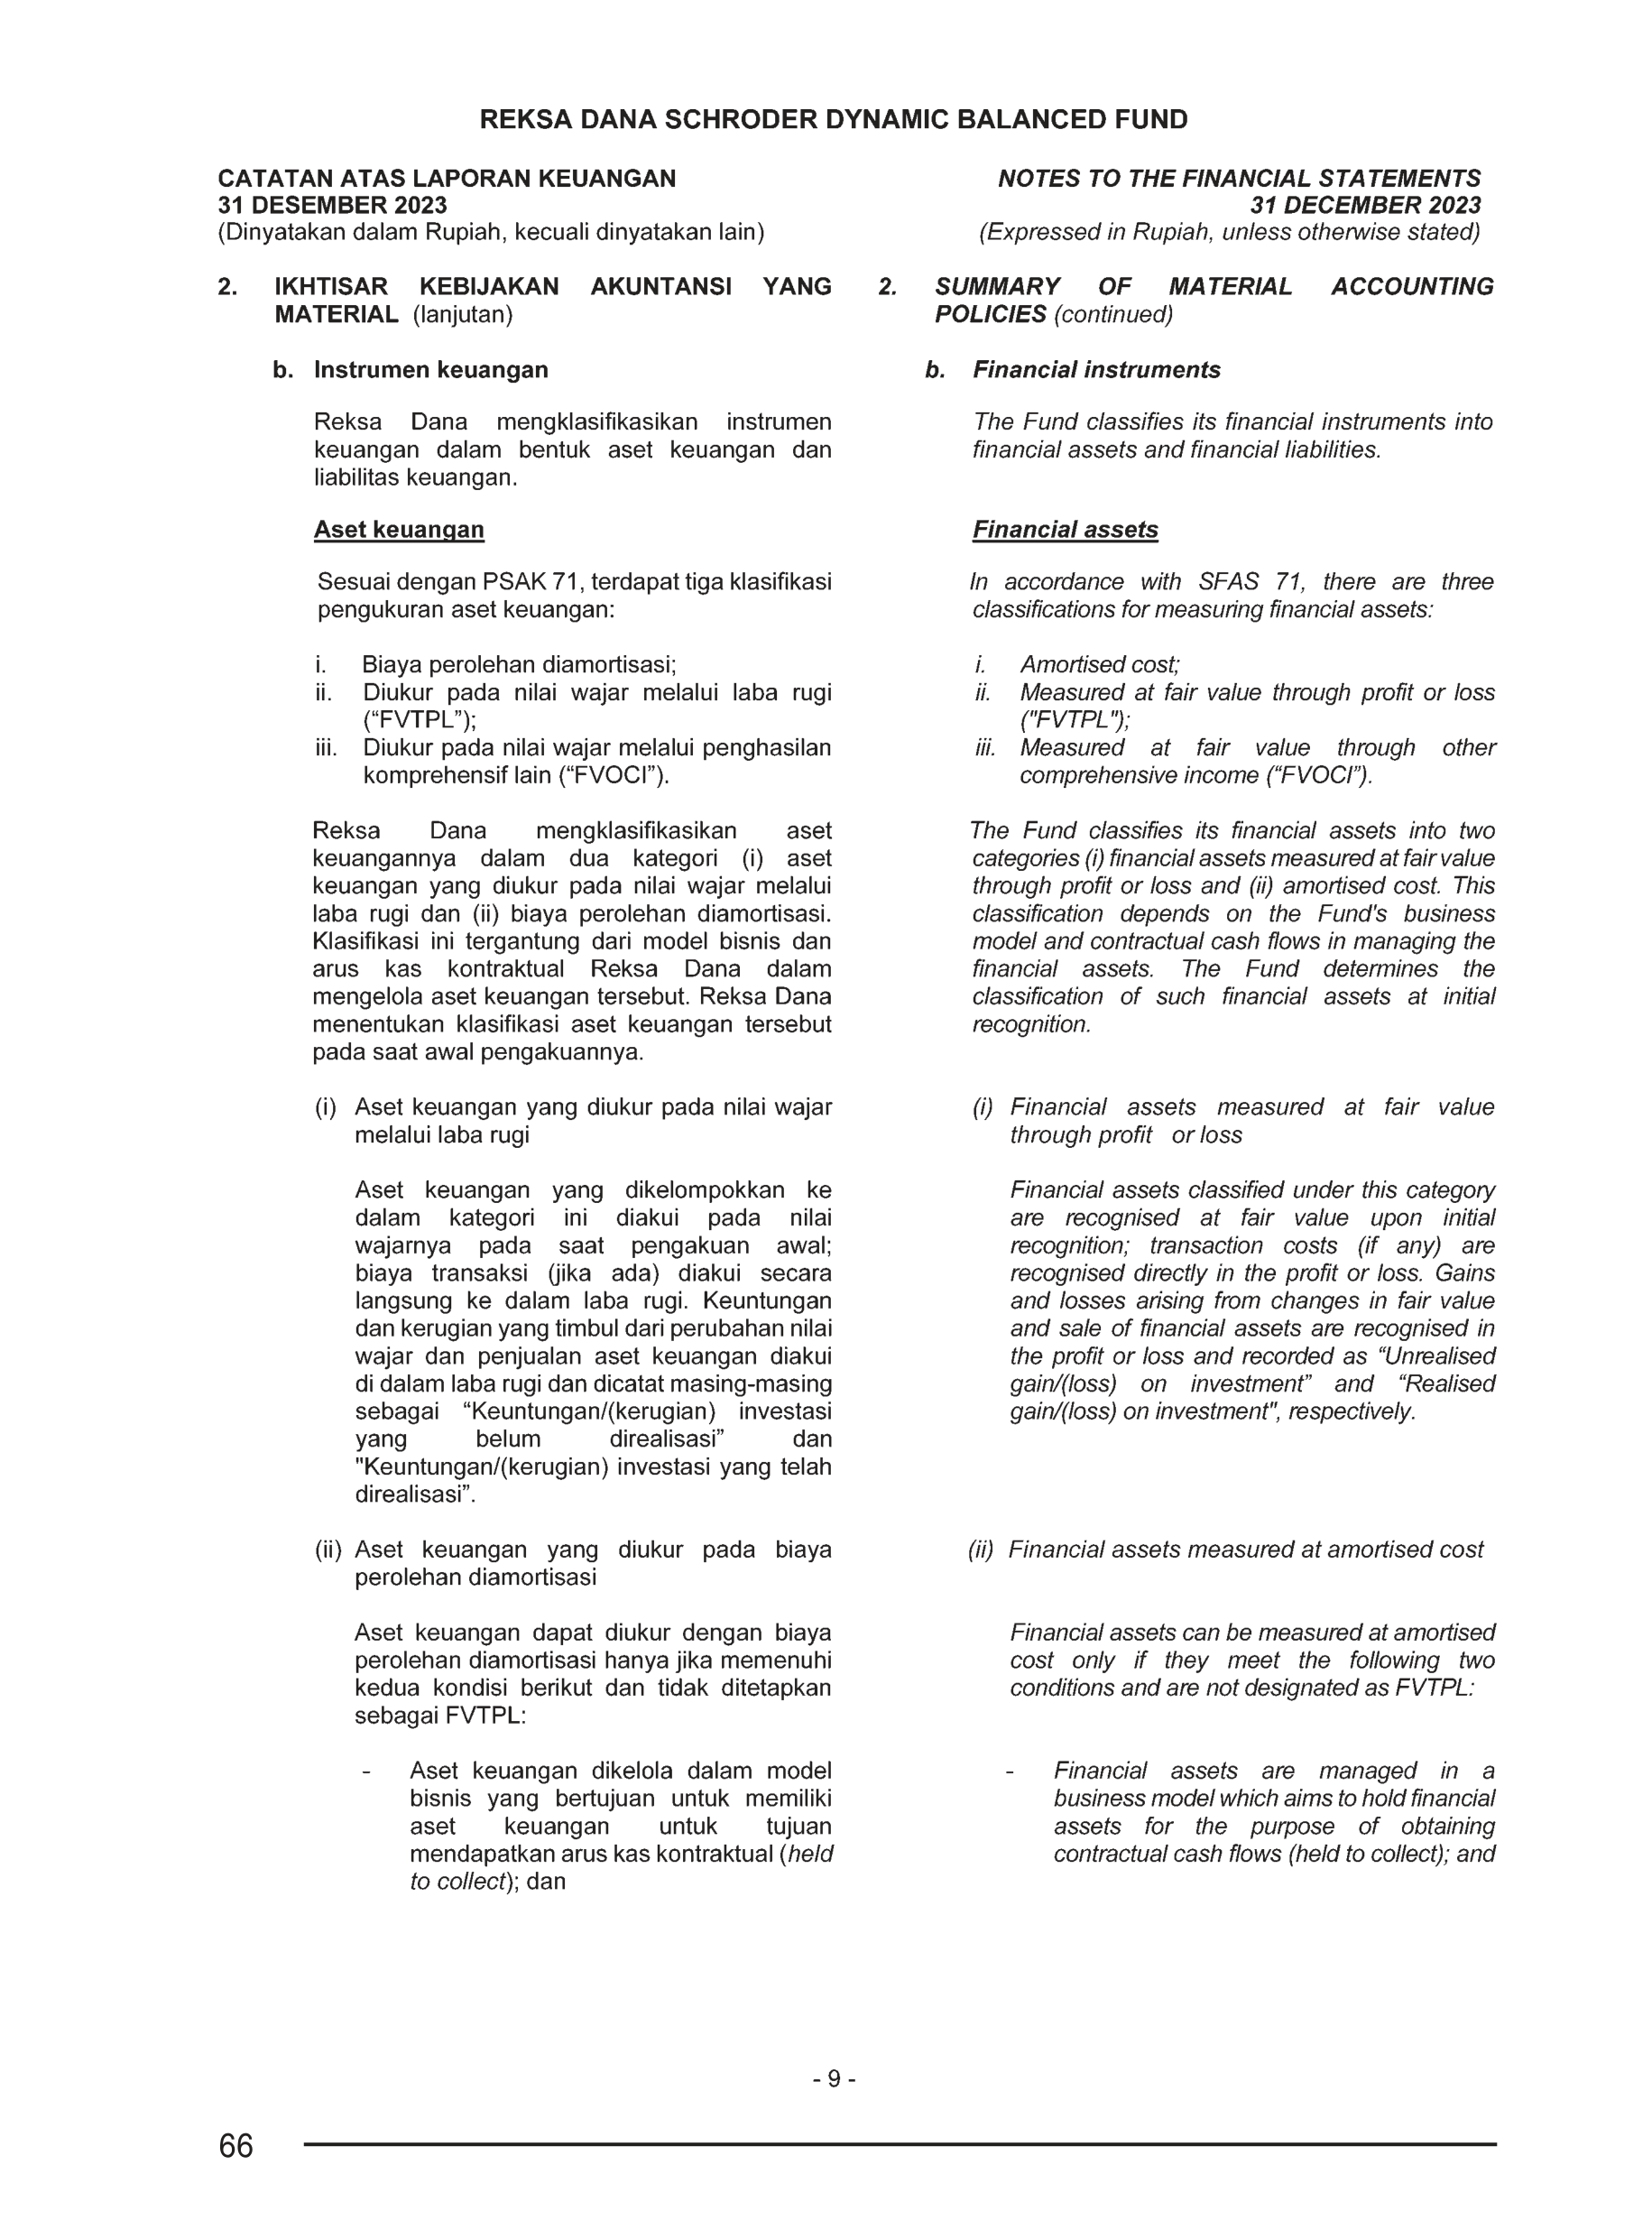 REKSA DANA SCHRODER DYNAMIC BALANCED FUND
CATATAN ATAS LAPORAN KEUANGAN
31 DESEMBER 2023
(Dinyatakan dalam Rupiah, kecuali dinyatakan lain)
NOTES TO THE FINANCIAL STATEMENTS
31 DECEMBER 2023
(Expressed in Rupiah, unless otherwise stated)
2. IKHTISAR KEBIJAKAN AKUNTANSI YANG
MATERIAL (lanjutan)
b. Instrumen keuangan
Reksa Dana mengklasifikasikan instrumen
keuangan dalam bentuk aset keuangan dan
liabilitas keuangan.
Aset keuangan
Sesuai dengan PSAK 71, terdapat tiga klasifikasi
pengukuran aset keuangan:
i. Biaya perolehan diamortisasi;
ii. Diukur pada nilai wajar melalui laba rugi
(“FVTPL”);
iii. Diukur pada nilai wajar melalui penghasilan
komprehensif lain (“FVOCI”).
Reksa Dana mengklasifikasikan aset
keuangannya dalam dua kategori (i) aset
keuangan yang diukur pada nilai wajar melalui
laba rugi dan (ii) biaya perolehan diamortisasi.
Klasifikasi ini tergantung dari model bisnis dan
arus kas kontraktual Reksa Dana dalam
mengelola aset keuangan tersebut. Reksa Dana
menentukan klasifikasi aset keuangan tersebut
pada saat awal pengakuannya.
(i) Aset keuangan yang diukur pada nilai wajar
melalui laba rugi
Aset keuangan yang dikelompokkan ke
dalam kategori ini diakui pada nilai
wajarnya pada saat pengakuan awal;
biaya transaksi (jika ada) diakui secara
langsung ke dalam laba rugi. Keuntungan
dan kerugian yang timbul dari perubahan nilai
wajar dan penjualan aset keuangan diakui
di dalam laba rugi dan dicatat masing-masing
sebagai “Keuntungan/(kerugian) investasi
yang belum direalisasi” dan
"Keuntungan/(kerugian) investasi yang telah
direalisasi”.
(ii) Aset keuangan yang diukur pada biaya
perolehan diamortisasi
Aset keuangan dapat diukur dengan biaya
perolehan diamortisasi hanya jika memenuhi
kedua kondisi berikut dan tidak ditetapkan
sebagai FVTPL:
- Aset keuangan dikelola dalam model
bisnis yang bertujuan untuk memiliki
aset keuangan untuk tujuan
mendapatkan arus kas kontraktual (held
to collect); dan
2. SUMMARY OF MATERIAL ACCOUNTING
POLICIES (continued)
b. Financial instruments
The Fund classifies its financial instruments into
financial assets and financial liabilities.
Financial assets
In accordance with SFAS 71, there are three
classifications for measuring financial assets:
i. Amortised cost;
ii. Measured at fair value through profit or loss
("FVTPL");
iii. Measured at fair value through other
comprehensive income (“FVOCI”).
The Fund classifies its financial assets into two
categories (i) financial assets measured at fair value
through profit or loss and (ii) amortised cost. This
classification depends on the Fund's business
model and contractual cash flows in managing the
financial assets. The Fund determines the
classification of such financial assets at initial
recognition.
(i) Financial assets measured at fair value
through profit or loss
Financial assets classified under this category
are recognised at fair value upon initial
recognition; transaction costs (if any) are
recognised directly in the profit or loss. Gains
and losses arising from changes in fair value
and sale of financial assets are recognised in
the profit or loss and recorded as “Unrealised
gain/(loss) on investment” and “Realised
gain/(loss) on investment", respectively.
(ii) Financial assets measured at amortised cost
Financial assets can be measured at amortised
cost only if they meet the following two
conditions and are not designated as FVTPL:
- Financial assets are managed in a
business model which aims to hold financial
assets for the purpose of obtaining
contractual cash flows (held to collect); and
- 9 -
66